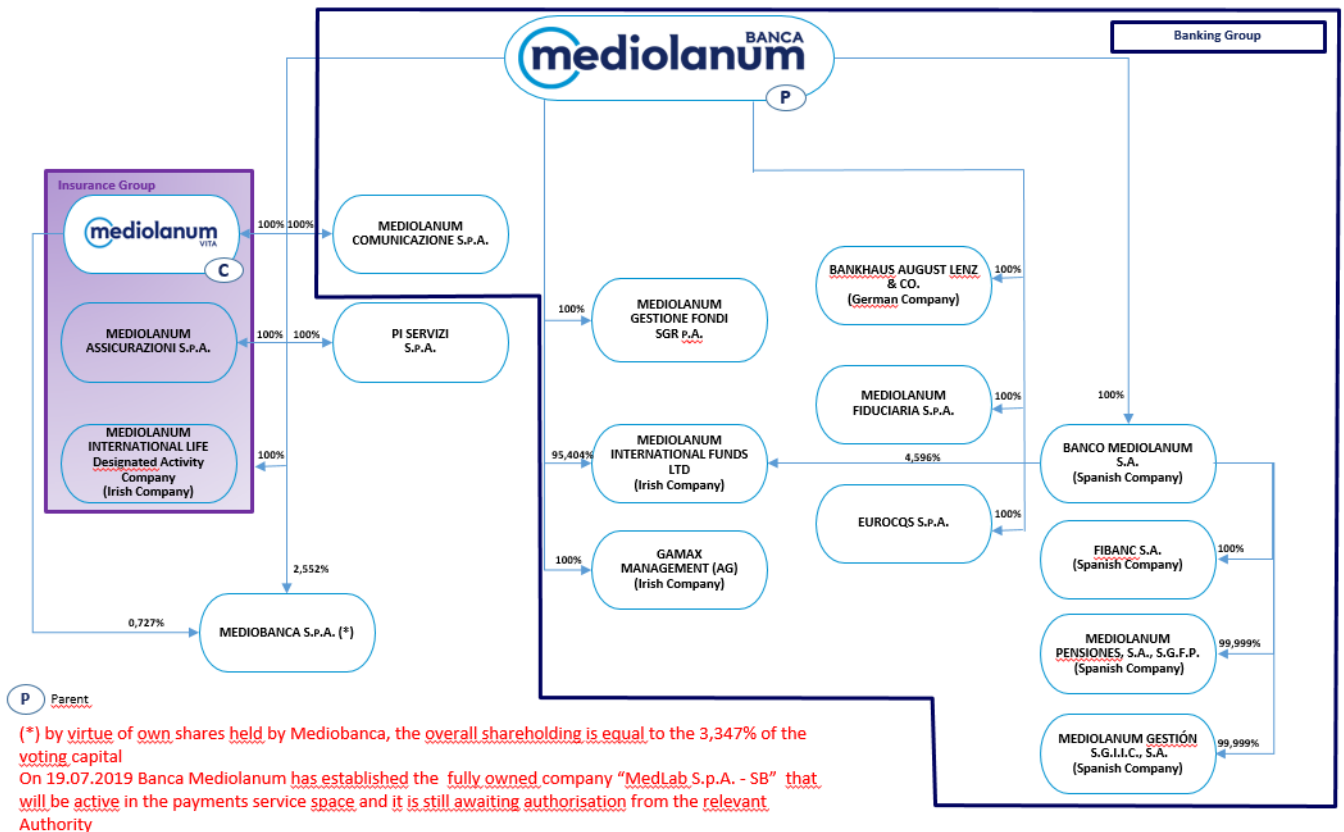 BANCA
mediolanum
P
Banking Group
Insurance Group
mediolanum
VITA
C
100%
100%
MEDIOLANUM
COMUNICAZIONE S.P.A.
MEDIOLANUM
ASSICURAZIONI S.P.A.
100%
100%
PI SERVIZI
S.P.A.
MEDIOLANUM
INTERNATIONAL LIFE
Designated Activity
Company
(Irish Company)
100%
2,552%
0,727%
MEDIOBANCA S.P.A. (*)
100%
MEDIOLANUM
GESTIONE FONDI
SGR P.A.
95,404%
MEDIOLANUM
INTERNATIONAL FUNDS
LTD
(Irish Company)
100%
GAMAX
MANAGEMENT (AG)
(Irish Company)
BANKHAUS AUGUST LENZ
& CO.
(German Company)
100%
MEDIOLANUM
FIDUCIARIA S.P.A.
100%
4,596%
EUROCQS S.P.A.
100%
100%
BANCO MEDIOLANUM
S.A.
(Spanish Company)
FIBANC S.A.
(Spanish Company)
100%
MEDIOLANUM
PENSIONES, S.A., S.G.F.P.
(Spanish Company)
99,999%
MEDIOLANUM GESTIÓN
S.G.I.I.C., S.A.
(Spanish Company)
99,999%
P Parent
(*) by virtue of own shares held by Mediobanca, the overall shareholding is equal to the 3,347% of the
voting capital
On 19.07.2019 Banca Mediolanum has established the fully owned company “MedLab S.p.A. - SB” that
will be active in the payments service space and it is still awaiting authorisation from the relevant
Authority